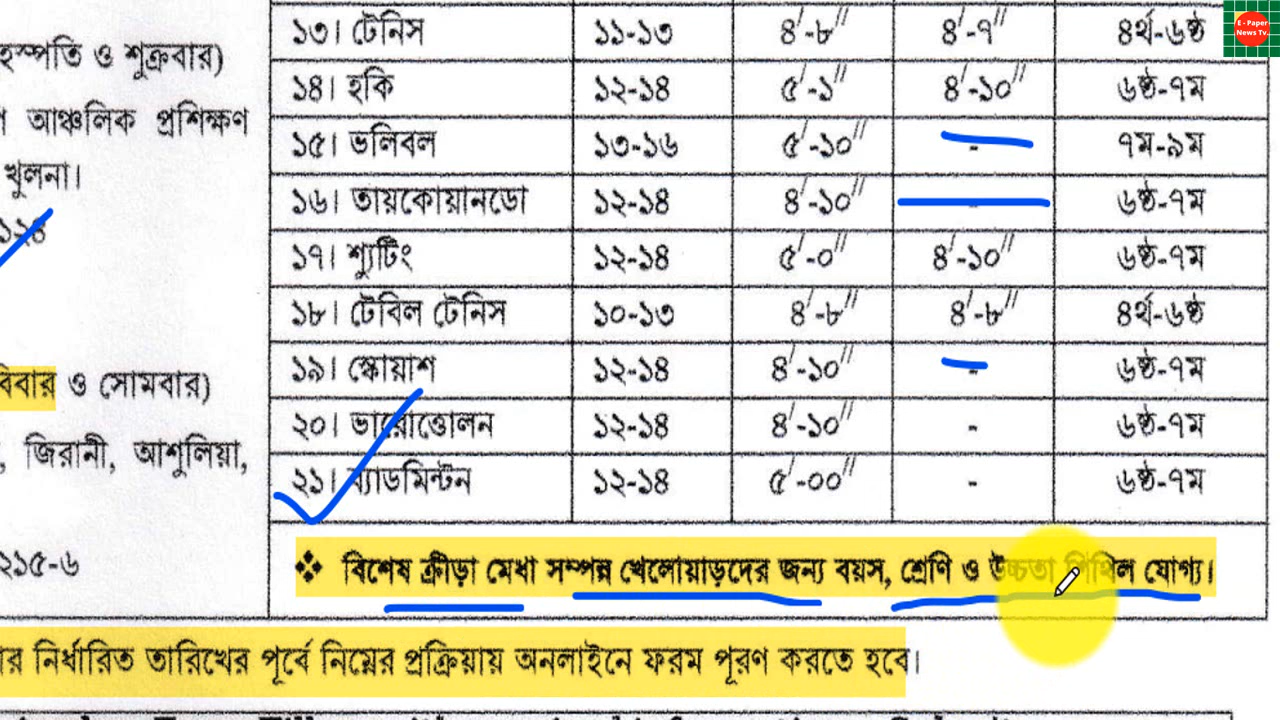 E - Paper
News Tv.
হস্পতি ও শুক্রবার)
আঞ্চলিক প্রশিক্ষণ
খুলনা।
১২৪
বিবার ও সোমবার)
, জিরানী, আশুলিয়া,
২১৫-৬
১৩। টেনিস ১১-১৩ ৪/-৮// ৪/-৭// ৪র্থ-৬ষ্ঠ
১৪। হকি ১২-১৪ ৫/-১// ৪/-১০// ৬ষ্ঠ-৭ম
১৫। ভলিবল ১৩-১৬ ৫/-১০// - ৭ম-৯ম
১৬। তায়কোয়ানডো ১২-১৪ ৪/-১০// - ৬ষ্ঠ-৭ম
১৭। শ্যুটিং ১২-১৪ ৫/-০// ৪/-১০// ৬ষ্ঠ-৭ম
১৮। টেবিল টেনিস ১০-১৩ ৪/-৮// ৪/-৮// ৪র্থ-৬ষ্ঠ
১৯। স্কোয়াশ ১২-১৪ ৪/-১০// - ৬ষ্ঠ-৭ম
২০। ভারোত্তোলন ১২-১৪ ৪/-১০// - ৬ষ্ঠ-৭ম
২১। ব্যাডমিন্টন ১২-১৪ ৫/-০০// - ৬ষ্ঠ-৭ম
❖ বিশেষ ক্রীড়া মেধা সম্পন্ন খেলোয়াড়দের জন্য বয়স, শ্রেণি ও উচ্চতা শিথিল যোগ্য।
ার নির্ধারিত তারিখের পূর্বে নিম্নের প্রক্রিয়ায় অনলাইনে ফরম পূরণ করতে হবে।